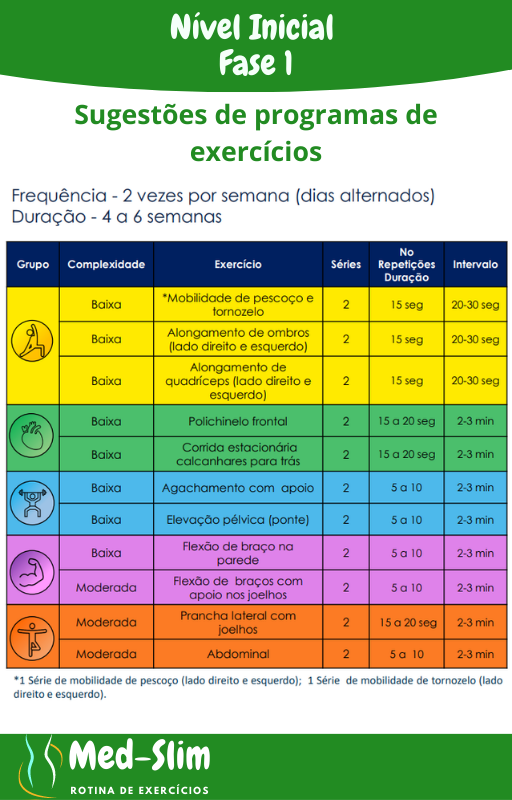 Nível Inicial
Fase 1
Sugestões de programas de
exercícios
Frequência - 2 vezes por semana (dias alternados)
Duração - 4 a 6 semanas
Grupo Complexidade Exercício Séries No Repetições Duração Intervalo
Baixa *Mobilidade de pescoço e tornozelo 2 15 seg 20-30 seg
Baixa Alongamento de ombros (lado direito e esquerdo) 2 15 seg 20-30 seg
Baixa Alongamento de quadríceps (lado direito e esquerdo) 2 15 seg 20-30 seg
Baixa Polichinelo frontal 2 15 a 20 seg 2-3 min
Baixa Corrida estacionária calcanhares para trás 2 15 a 20 seg 2-3 min
Baixa Agachamento com apoio 2 5 a 10 2-3 min
Baixa Elevação pélvica (ponte) 2 5 a 10 2-3 min
Baixa Flexão de braço na parede 2 5 a 10 2-3 min
Moderada Flexão de braços com apoio nos joelhos 2 5 a 10 2-3 min
Moderada Prancha lateral com joelhos 2 15 a 20 seg 2-3 min
Moderada Abdominal 2 5 a 10 2-3 min
*1 Série de mobilidade de pescoço (lado direito e esquerdo); 1 Série de mobilidade de tornozelo (lado
direito e esquerdo).
Med-Slim
ROTINA DE EXERCÍCIOS